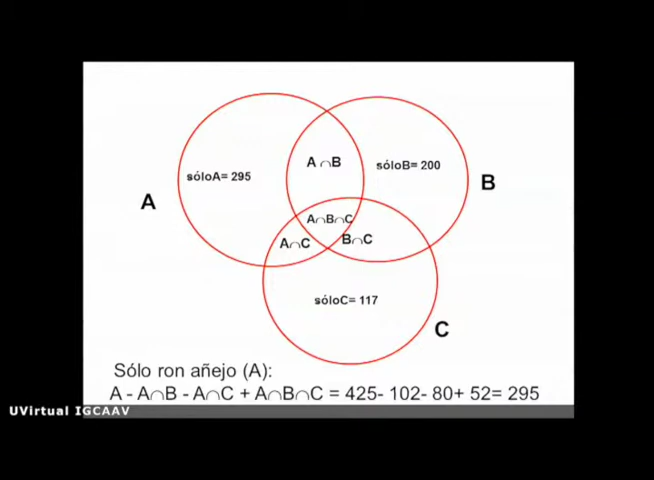 A ∩B
sóloA= 295
sóloB= 200
B
A
A∩B∩C
A∩C
B∩C
sóloC= 117
C
Sólo ron añejo (A):
A - A∩B - A∩C + A∩B∩C = 425- 102- 80+ 52= 295
UVirtual IGCAAV